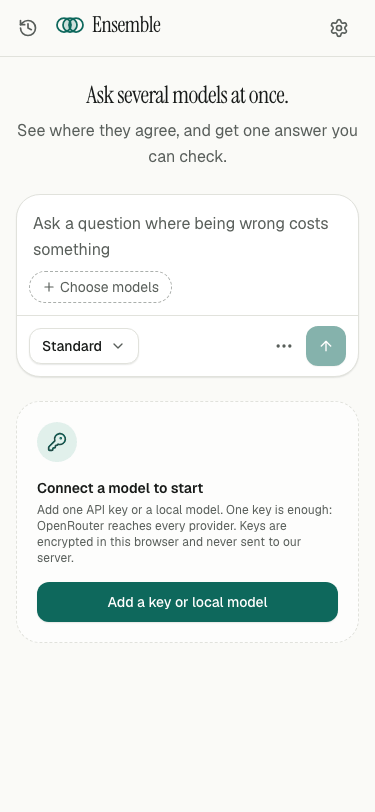 Ensemble
Ask several models at once.
See where they agree, and get one answer you
can check.
Ask a question where being wrong costs
something
+ Choose models
Standard
Connect a model to start
Add one API key or a local model. One key is enough:
OpenRouter reaches every provider. Keys are
encrypted in this browser and never sent to our
server.
Add a key or local model